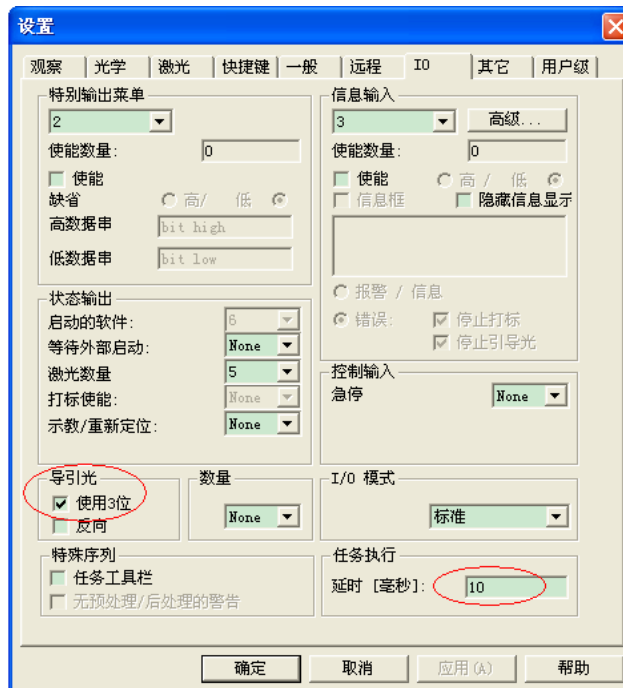 设置
观察 光学 激光 快捷键 一般 远程 IO 其它 用户级
特别输出菜单
2
使能数量: 0
使能
缺省 高/ 低
高数据串 bit high
低数据串 bit low
信息输入
3 高级...
使能数量: 0
使能 高 / 低
信息框 隐藏信息显示
报警 / 信息
错误: 停止打标
停止引导光
状态输出
启动的软件: 6
等待外部启动: None
激光数量 5
打标使能: None
示教/重新定位: None
控制输入
急停 None
导引光
使用3位
反向
数量
None
I/O 模式
标准
特殊序列
任务工具栏
无预处理/后处理的警告
任务执行
延时 [毫秒]: 10
确定 取消 应用(A) 帮助